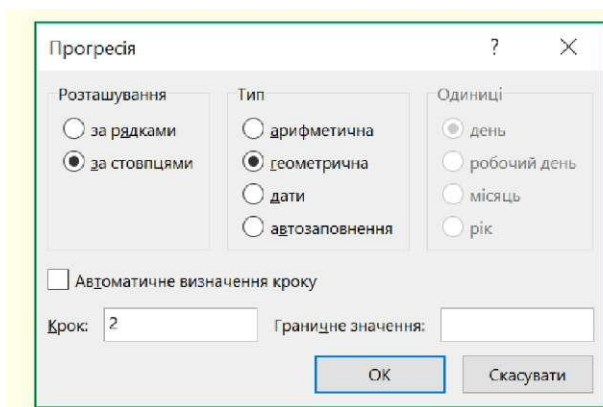 Прогресія ?
Розташування Тип Одиниці
за рядками арифметична день
за стовпцями геометрична робочий день
дати місяць
автозаповнення рік
Автоматичне визначення кроку
Крок: 2 Граничне значення:
ОК Скасувати